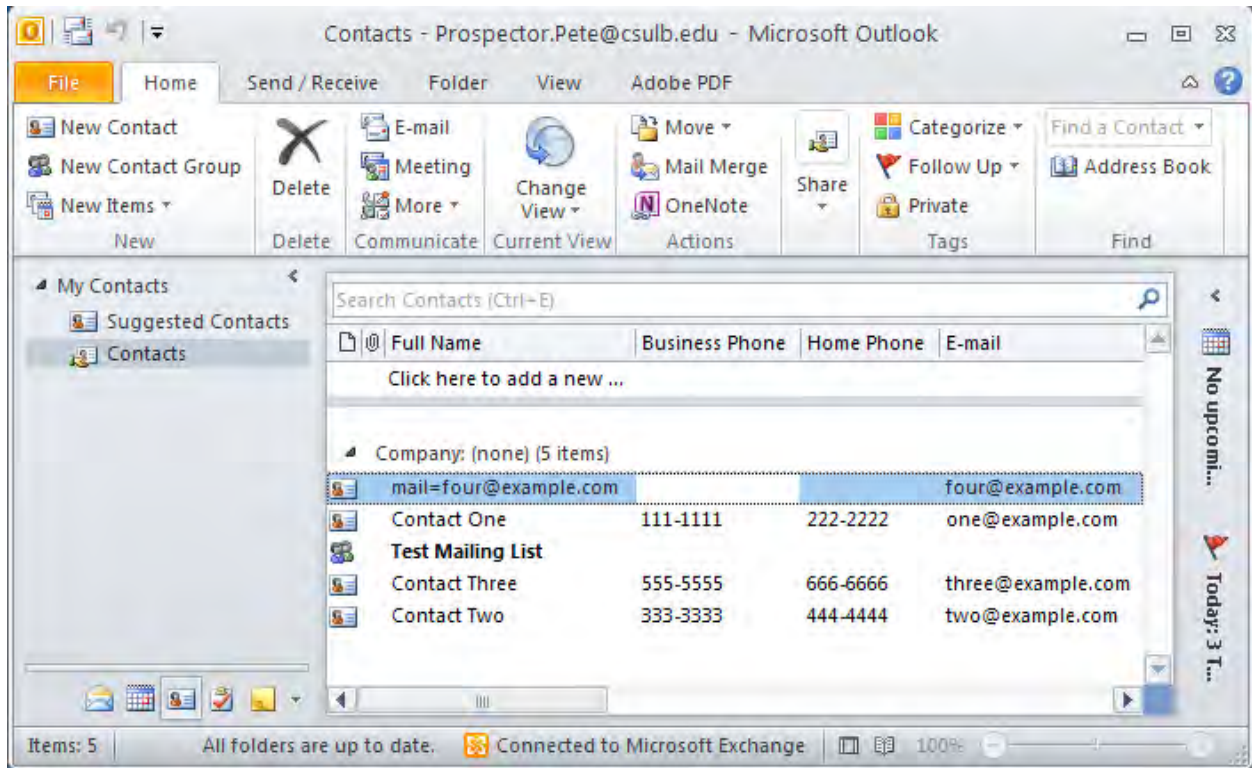 Contacts - Prospector.Pete@csulb.edu - Microsoft Outlook
File Home Send / Receive Folder View Adobe PDF
New Contact
New Contact Group
New Items
New
Delete
Delete
E-mail
Meeting
More
Communicate
Change
View
Current View
Move
Mail Merge
OneNote
Actions
Share
Categorize
Follow Up
Private
Tags
Find a Contact
Address Book
Find
My Contacts
Suggested Contacts
Contacts
Search Contacts (Ctrl+E)
Full Name Business Phone Home Phone E-mail
Click here to add a new ...
Company: (none) (5 items)
mail=four@example.com four@example.com
Contact One 111-1111 222-2222 one@example.com
Test Mailing List
Contact Three 555-5555 666-6666 three@example.com
Contact Two 333-3333 444-4444 two@example.com
No upcomi...
Today: 3 T...
Items: 5 All folders are up to date. Connected to Microsoft Exchange 100%